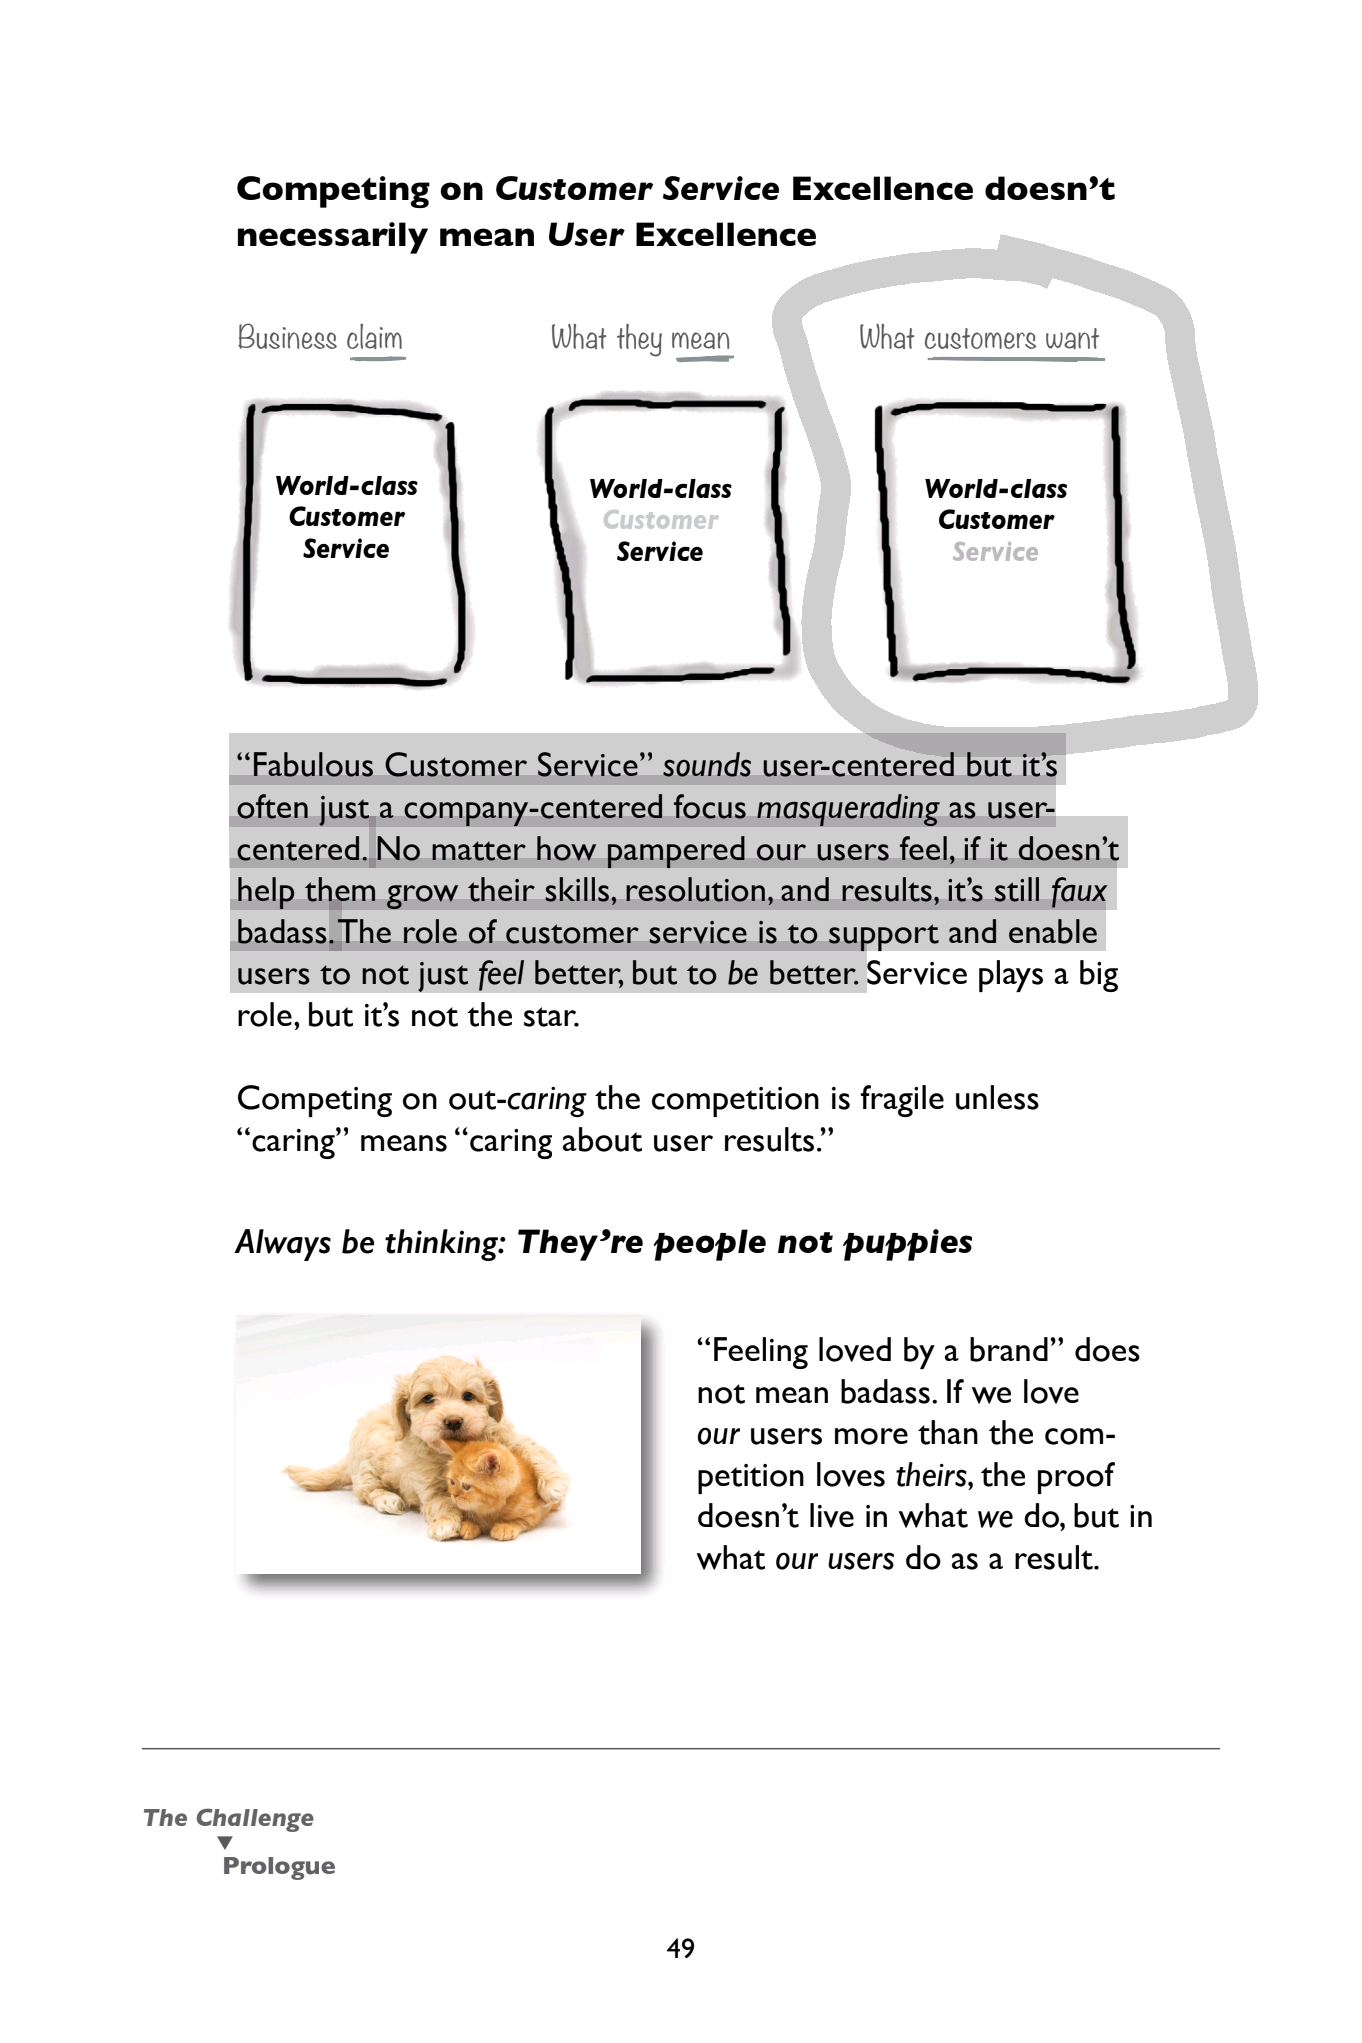 Competing on Customer Service Excellence doesn’t
necessarily mean User Excellence
Business claim
What they mean
What customers want
World-class
Customer
Service
World-class
Customer
Service
World-class
Customer
Service
“Fabulous Customer Service” sounds user-centered but it’s
often just a company-centered focus masquerading as user-
centered. No matter how pampered our users feel, if it doesn’t
help them grow their skills, resolution, and results, it’s still faux
badass. The role of customer service is to support and enable
users to not just feel better, but to be better. Service plays a big
role, but it’s not the star.
Competing on out-caring the competition is fragile unless
“caring” means “caring about user results.”
Always be thinking: They’re people not puppies
“Feeling loved by a brand” does
not mean badass. If we love
our users more than the com-
petition loves theirs, the proof
doesn’t live in what we do, but in
what our users do as a result.
The Challenge
▼
Prologue
49